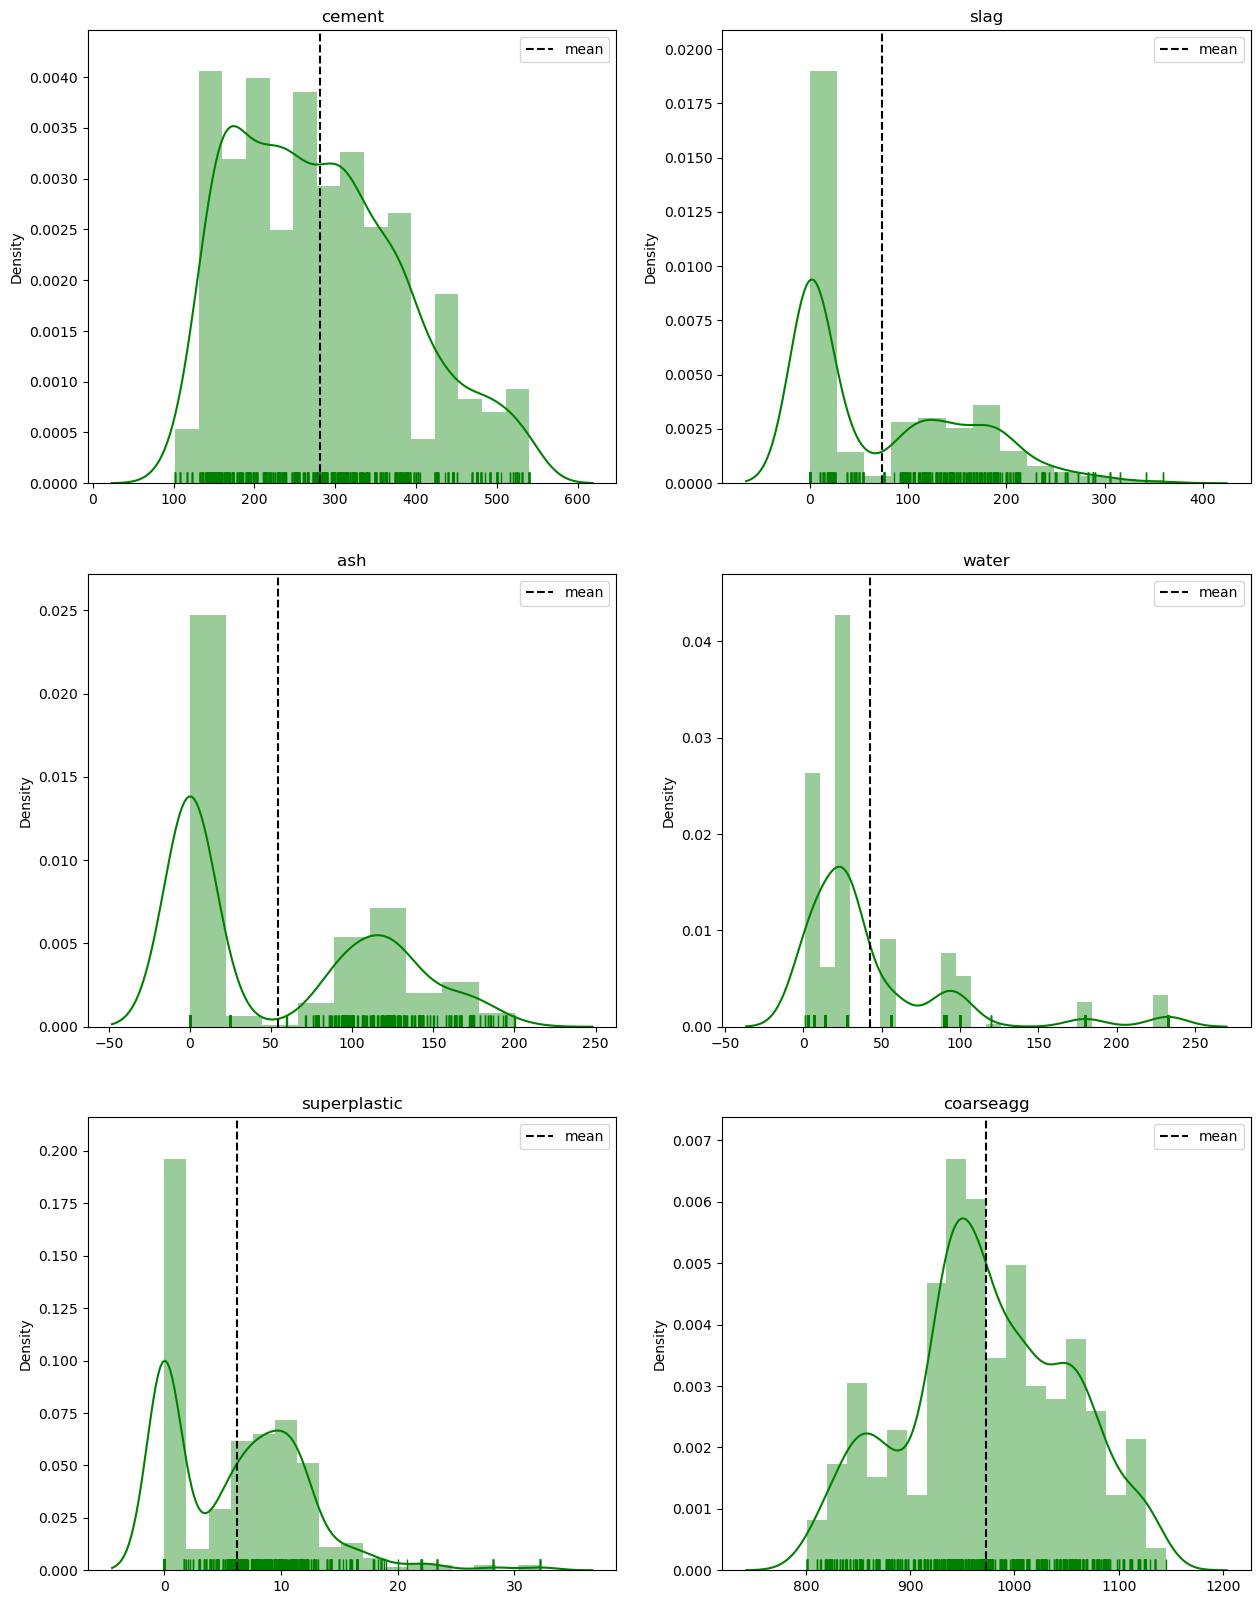 cement
mean
0.0040
0.0035
0.0030
0.0025
0.0020
0.0015
0.0010
0.0005
0.0000
Density
0 100 200 300 400 500 600
slag
mean
0.0200
0.0175
0.0150
0.0125
0.0100
0.0075
0.0050
0.0025
0.0000
Density
0 100 200 300 400
ash
mean
0.025
0.020
0.015
0.010
0.005
0.000
Density
−50 0 50 100 150 200 250
water
mean
0.04
0.03
0.02
0.01
0.00
Density
−50 0 50 100 150 200 250
superplastic
mean
0.200
0.175
0.150
0.125
0.100
0.075
0.050
0.025
0.000
Density
0 10 20 30
coarseagg
mean
0.007
0.006
0.005
0.004
0.003
0.002
0.001
0.000
Density
800 900 1000 1100 1200